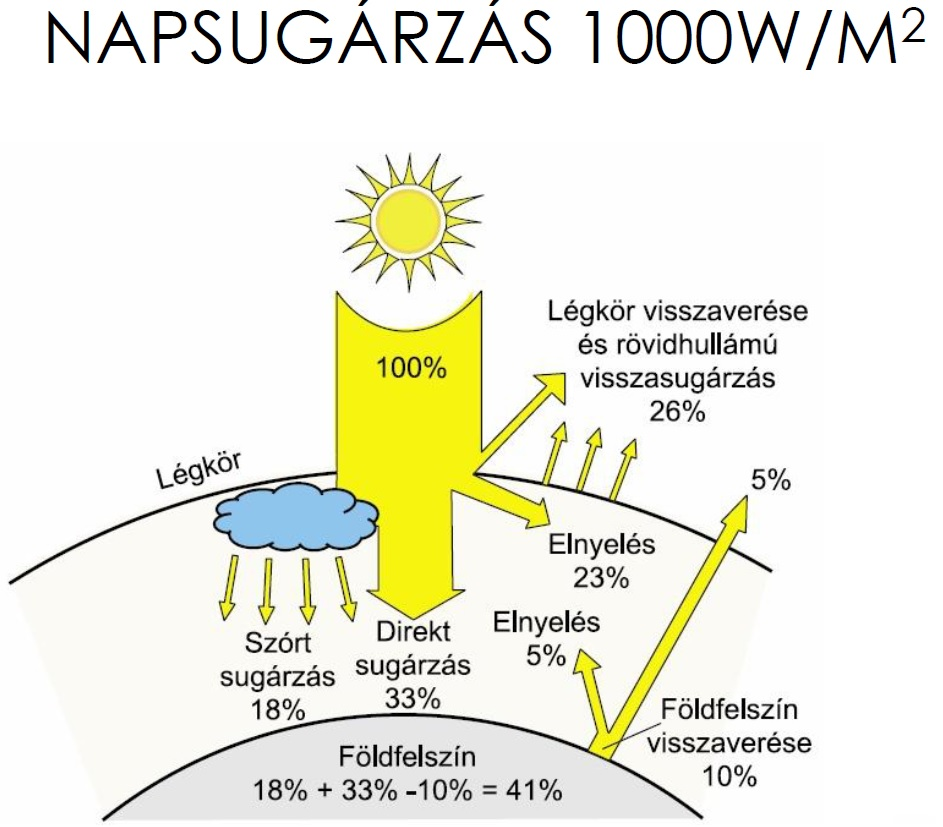 NAPSUGÁRZÁS 1000W/M²
Légkör visszaverése
és rövidhullámú
visszasugárzás
26%
100%
Légkör
5%
Elnyelés
23%
Szórt
sugárzás
18%
Direkt
sugárzás
33%
Elnyelés
5%
Földfelszín
visszaverése
10%
Földfelszín
18% + 33% -10% = 41%